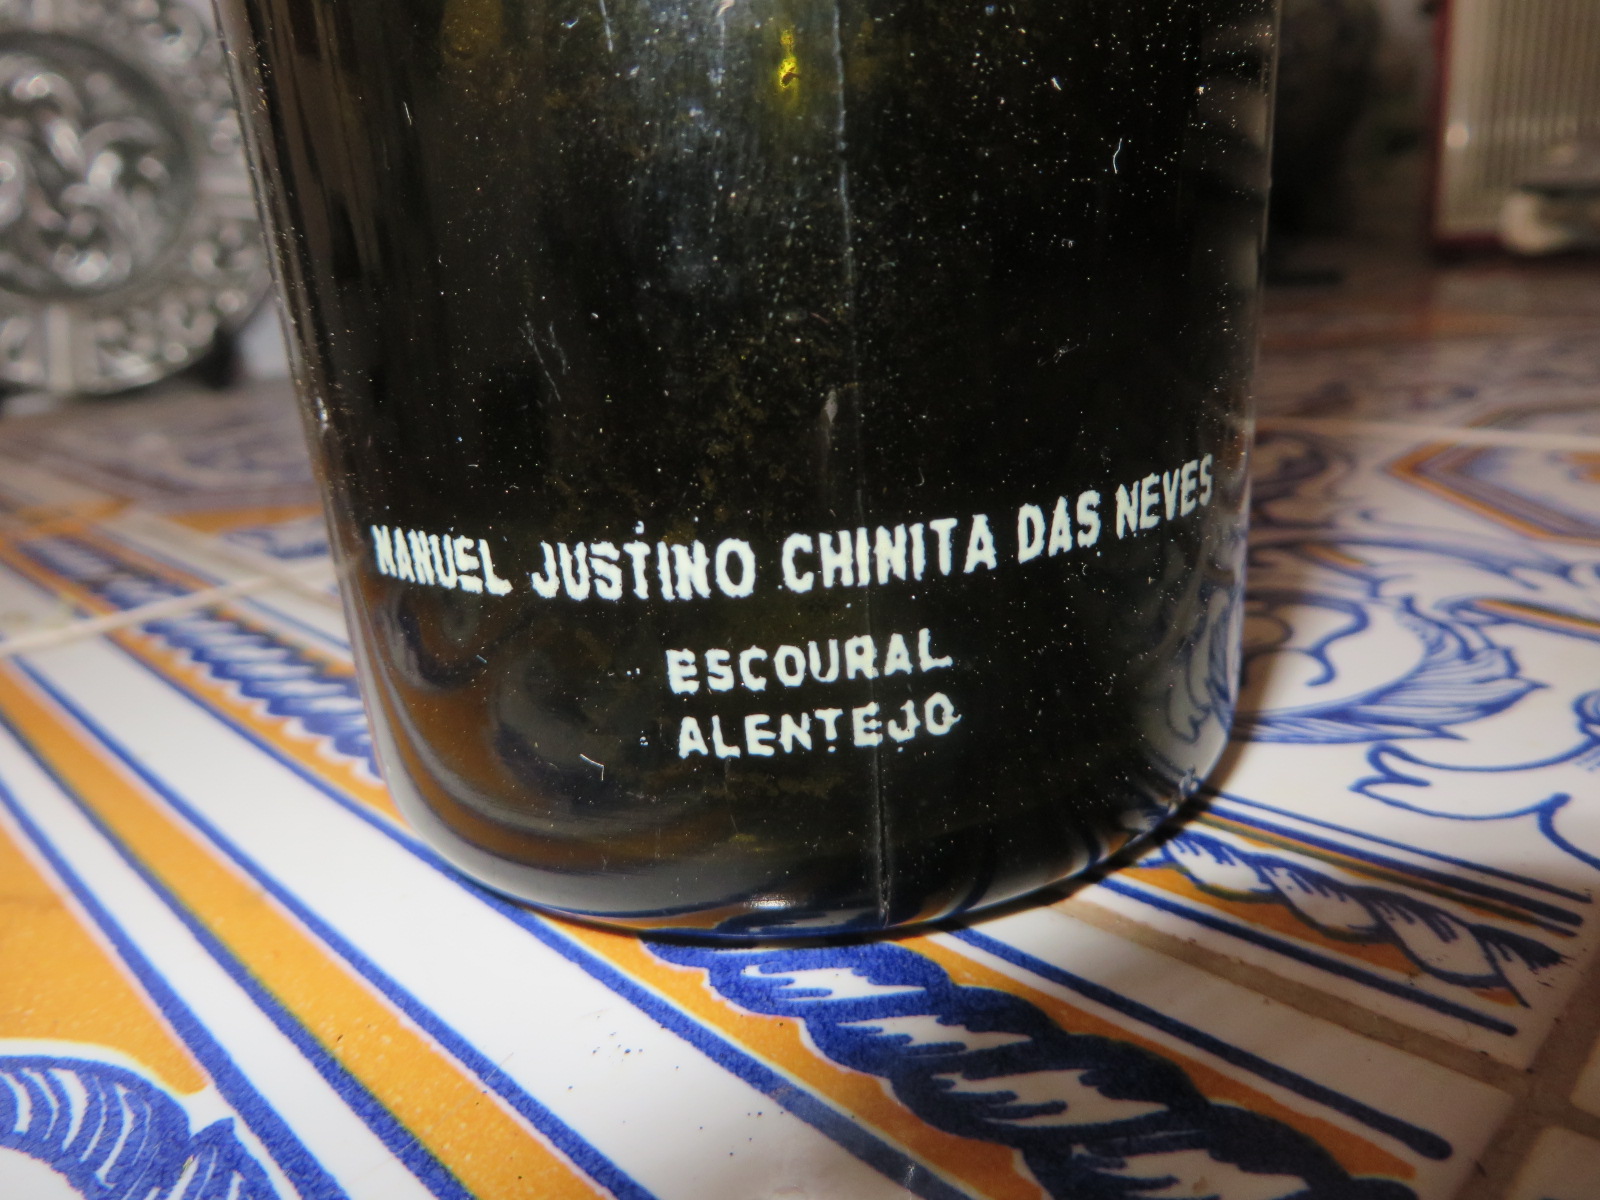 MANUEL JUSTINO CHINITA DAS NEVES
ESCOURAL
ALENTEJO